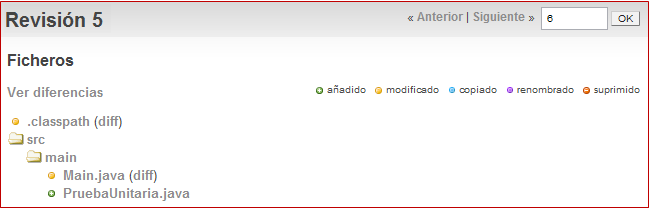 Revisión 5
« Anterior | Siguiente » 6 OK
Ficheros
Ver diferencias
añadido modificado copiado renombrado suprimido
.classpath (diff)
src
main
Main.java (diff)
PruebaUnitaria.java